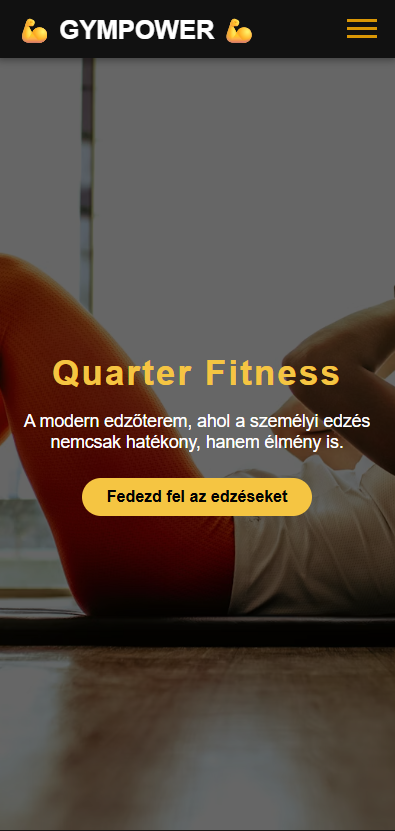 💪 GYMPOWER 💪
Quarter Fitness
A modern edzőterem, ahol a személyi edzés
nemcsak hatékony, hanem élmény is.
Fedezd fel az edzéseket